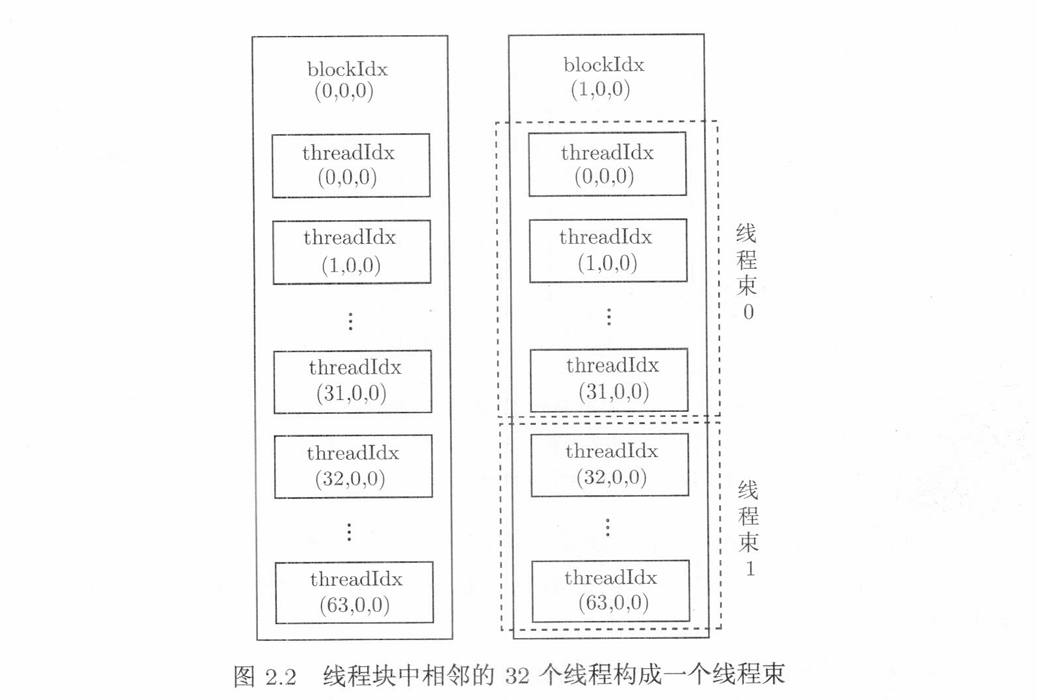 blockIdx
(0,0,0)
threadIdx
(0,0,0)
threadIdx
(1,0,0)
⋮
threadIdx
(31,0,0)
threadIdx
(32,0,0)
⋮
threadIdx
(63,0,0)
blockIdx
(1,0,0)
threadIdx
(0,0,0)
threadIdx
(1,0,0)
⋮
threadIdx
(31,0,0)
threadIdx
(32,0,0)
⋮
threadIdx
(63,0,0)
线程束0
线程束1
图 2.2 线程块中相邻的 32 个线程构成一个线程束